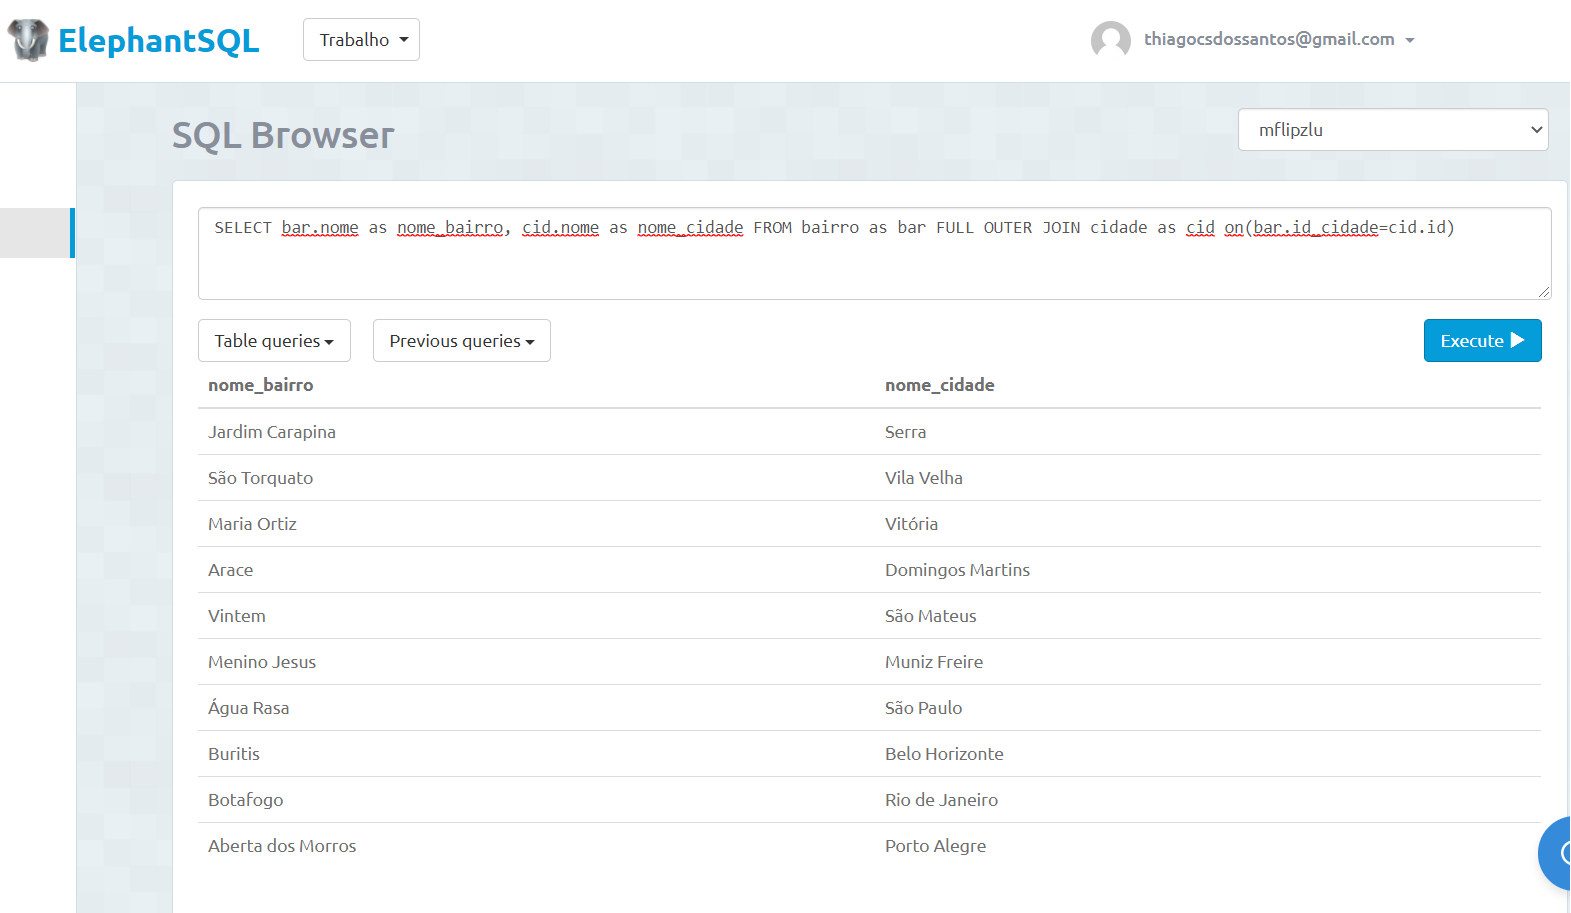 ElephantSQL
Trabalho
thiagocsdossantos@gmail.com
SQL Browser
mflipzlu
SELECT bar.nome as nome_bairro, cid.nome as nome_cidade FROM bairro as bar FULL OUTER JOIN cidade as cid on(bar.id_cidade=cid.id)
Table queries
Previous queries
Execute
nome_bairro nome_cidade
Jardim Carapina Serra
São Torquato Vila Velha
Maria Ortiz Vitória
Arace Domingos Martins
Vintem São Mateus
Menino Jesus Muniz Freire
Água Rasa São Paulo
Buritis Belo Horizonte
Botafogo Rio de Janeiro
Aberta dos Morros Porto Alegre